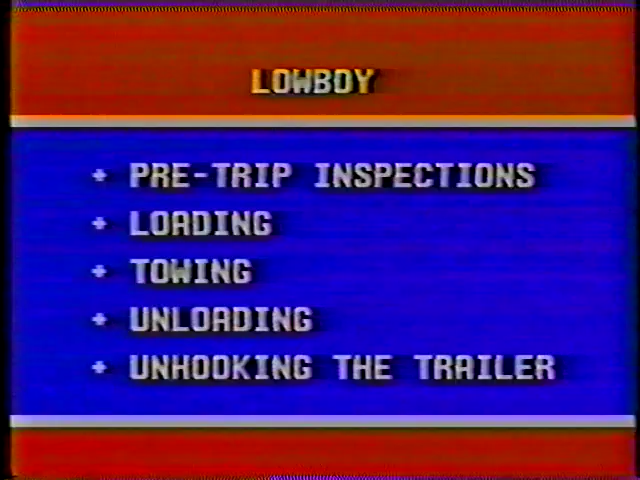 LOWBOY
+ PRE-TRIP INSPECTIONS
+ LOADING
+ TOWING
+ UNLOADING
+ UNHOOKING THE TRAILER